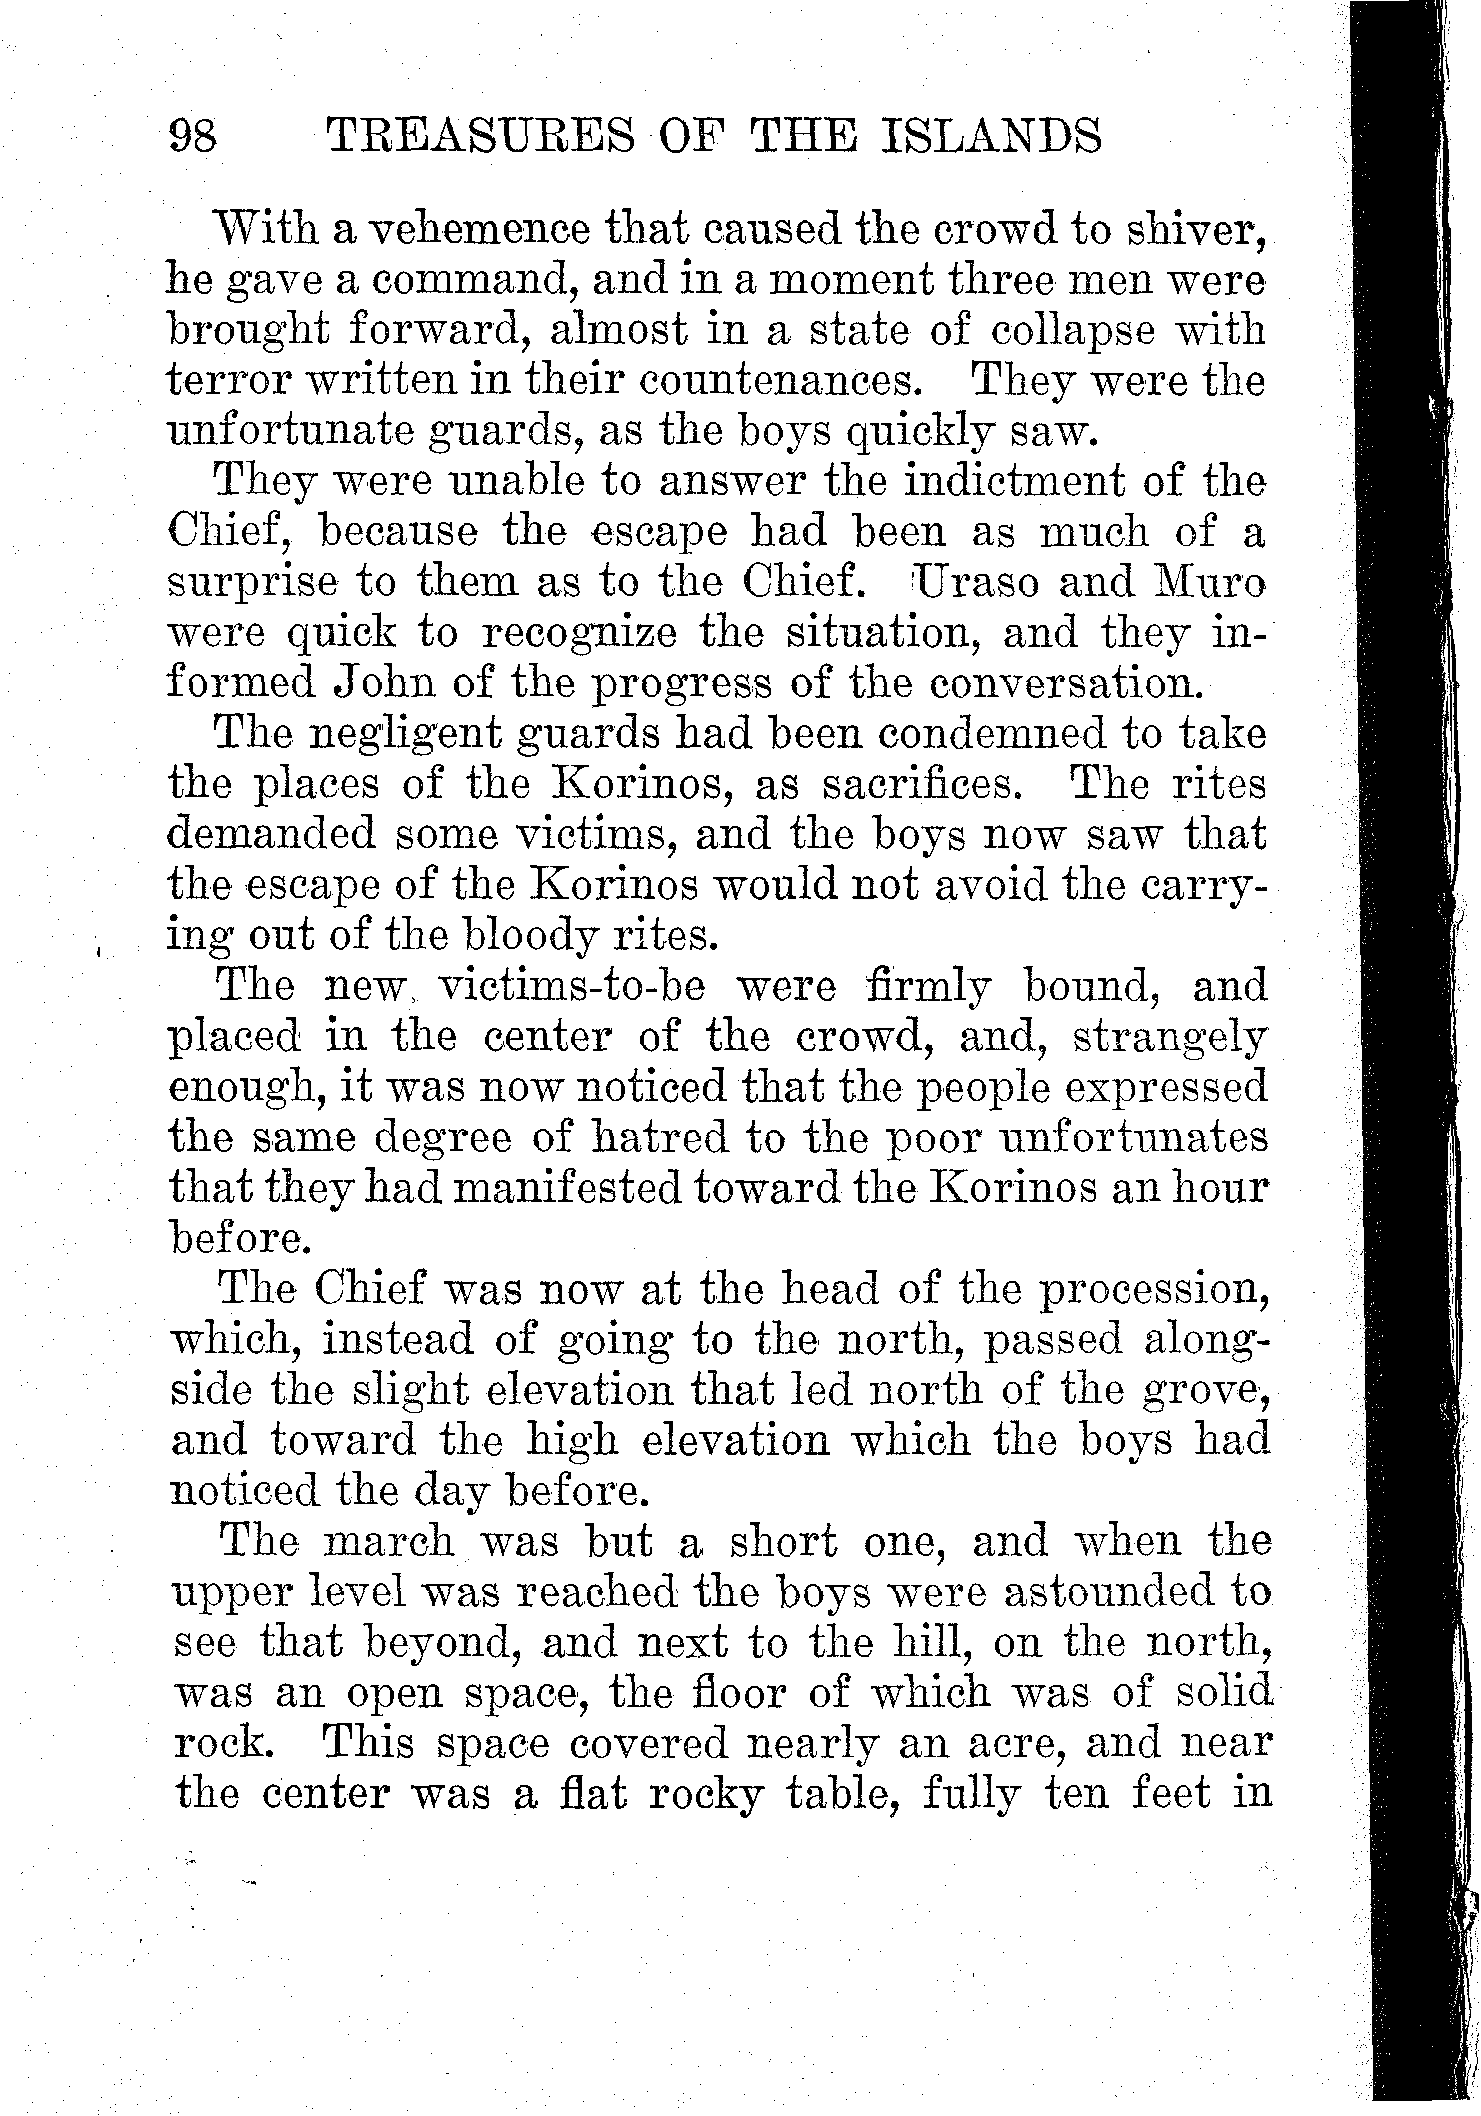 98 TREASURES OF THE ISLANDS
With a vehemence that caused the crowd to shiver,
he gave a command, and in a moment three men were
brought forward, almost in a state of collapse with
terror written in their countenances. They were the
unfortunate guards, as the boys quickly saw.
They were unable to answer the indictment of the
Chief, because the escape had been as much of a
surprise to them as to the Chief. Uraso and Muro
were quick to recognize the situation, and they in-
formed John of the progress of the conversation.
The negligent guards had been condemned to take
the places of the Korinos, as sacrifices. The rites
demanded some victims, and the boys now saw that
the escape of the Korinos would not avoid the carry-
ing out of the bloody rites.
The new victims-to-be were firmly bound, and
placed in the center of the crowd, and, strangely
enough, it was now noticed that the people expressed
the same degree of hatred to the poor unfortunates
that they had manifested toward the Korinos an hour
before.
The Chief was now at the head of the procession,
which, instead of going to the north, passed along-
side the slight elevation that led north of the grove,
and toward the high elevation which the boys had
noticed the day before.
The march was but a short one, and when the
upper level was reached the boys were astounded to
see that beyond, and next to the hill, on the north,
was an open space, the floor of which was of solid
rock. This space covered nearly an acre, and near
the center was a flat rocky table, fully ten feet in